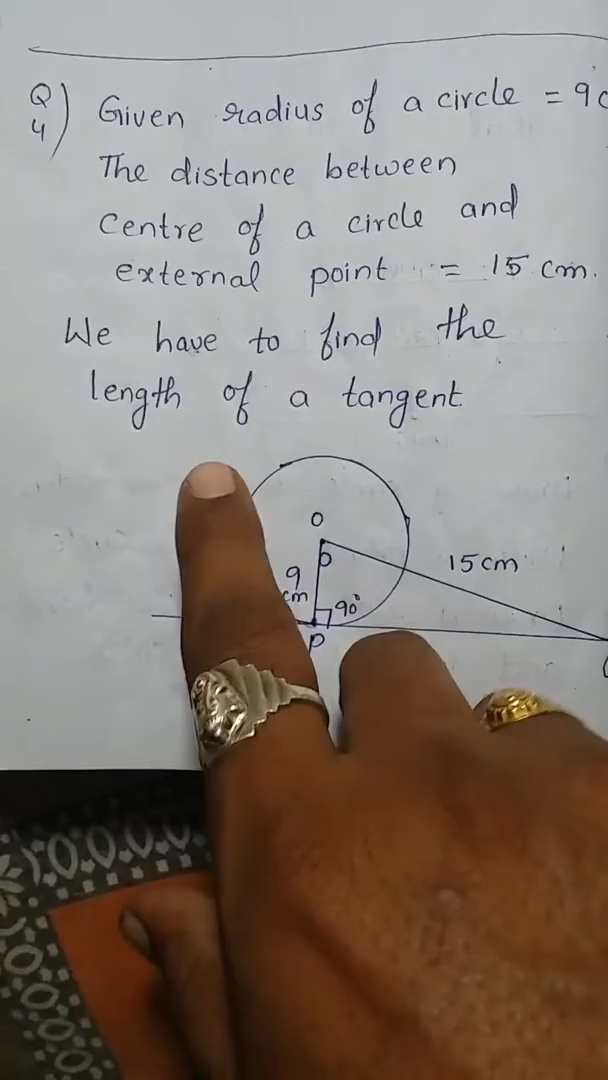 Q
4)
Given radius of a circle = 9c
The distance between
centre of a circle and
external point = 15 cm.
We have to find the
length of a tangent
O
15cm
9
cm
90°
P